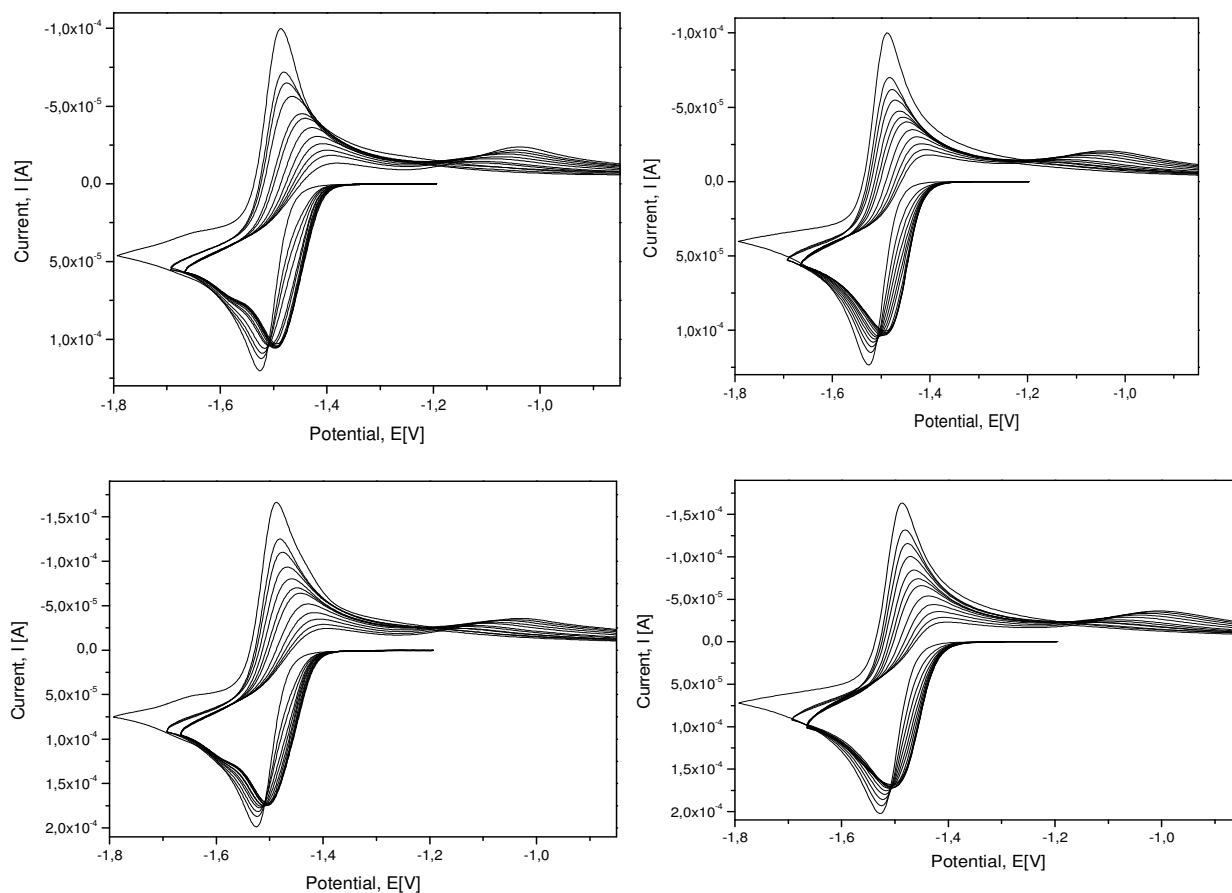 -1,0x10-4
-5,0x10-5
0,0
5,0x10-5
1,0x10-4
Current, I [A]
-1,8 -1,6 -1,4 -1,2 -1,0
Potential, E[V]
-1,0x10-4
-5,0x10-5
0,0
5,0x10-5
1,0x10-4
Current, I [A]
-1,8 -1,6 -1,4 -1,2 -1,0
Potential, E[V]
-1,5x10-4
-1,0x10-4
-5,0x10-5
0,0
5,0x10-5
1,0x10-4
1,5x10-4
2,0x10-4
Current, I [A]
-1,8 -1,6 -1,4 -1,2 -1,0
Potential, E[V]
-1,5x10-4
-1,0x10-4
-5,0x10-5
0,0
5,0x10-5
1,0x10-4
1,5x10-4
2,0x10-4
Current, I [A]
-1,8 -1,6 -1,4 -1,2 -1,0
Potential, E[V]